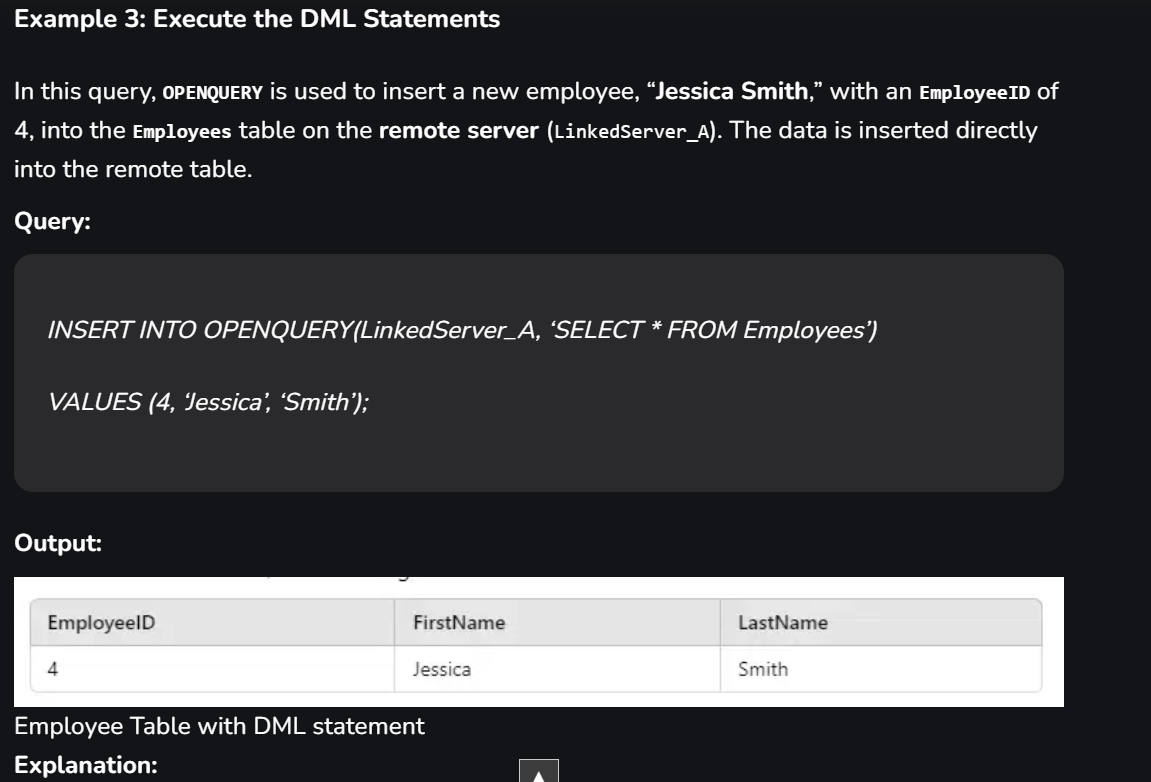 Example 3: Execute the DML Statements
In this query, OPENQUERY is used to insert a new employee, “Jessica Smith,” with an EmployeeID of
4, into the Employees table on the remote server (LinkedServer_A). The data is inserted directly
into the remote table.
Query:
INSERT INTO OPENQUERY(LinkedServer_A, ‘SELECT * FROM Employees’)
VALUES (4, ‘Jessica’, ‘Smith’);
Output:
EmployeeID FirstName LastName
4 Jessica Smith
Employee Table with DML statement
Explanation: